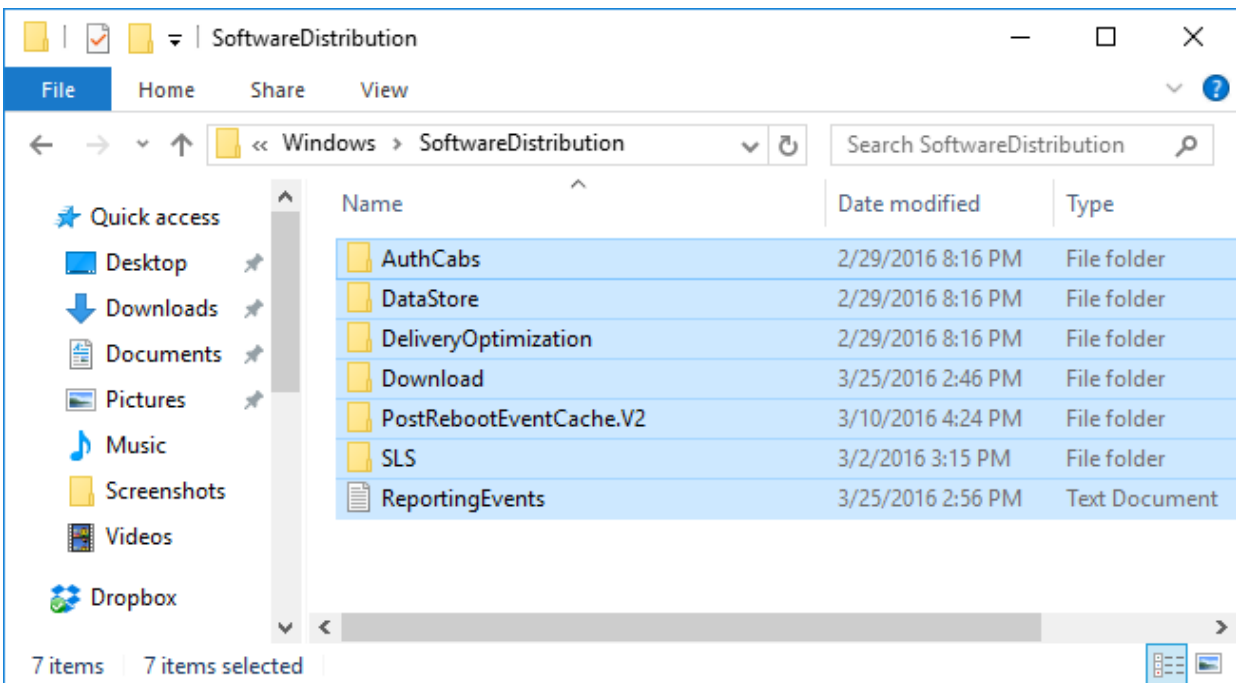 SoftwareDistribution
File Home Share View
« Windows > SoftwareDistribution Search SoftwareDistribution
Name Date modified Type
Quick access
Desktop
Downloads
Documents
Pictures
Music
Screenshots
Videos
Dropbox
AuthCabs 2/29/2016 8:16 PM File folder
DataStore 2/29/2016 8:16 PM File folder
DeliveryOptimization 2/29/2016 8:16 PM File folder
Download 3/25/2016 2:46 PM File folder
PostRebootEventCache.V2 3/10/2016 4:24 PM File folder
SLS 3/2/2016 3:15 PM File folder
ReportingEvents 3/25/2016 2:56 PM Text Document
7 items 7 items selected